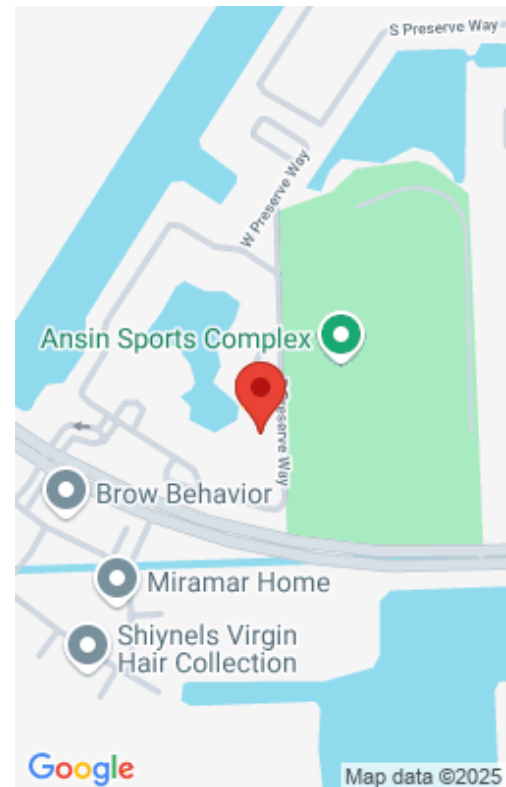 S Preserve Way
W Preserve Way
Ansin Sports Complex
Preserve Way
Brow Behavior
Miramar Home
Shiynels Virgin
Hair Collection
Google
Map data ©2025